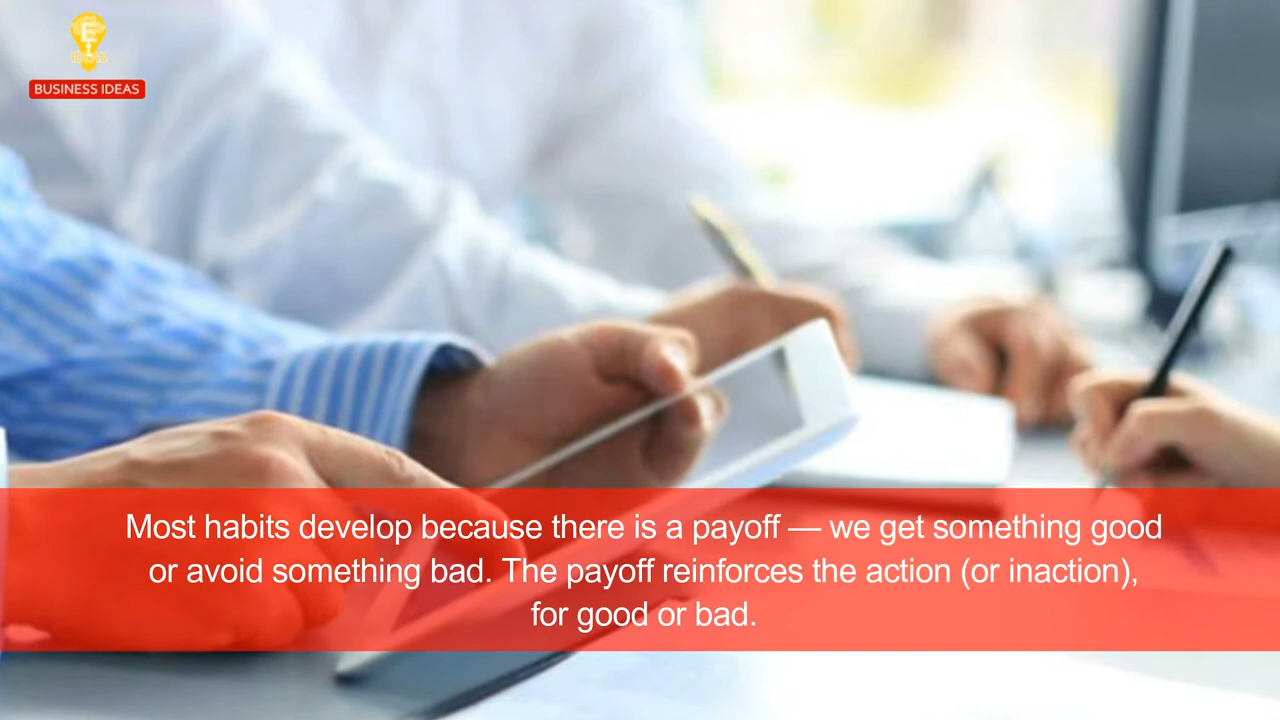 E
IDEAS
BUSINESS IDEAS
Most habits develop because there is a payoff — we get something good
or avoid something bad. The payoff reinforces the action (or inaction),
for good or bad.